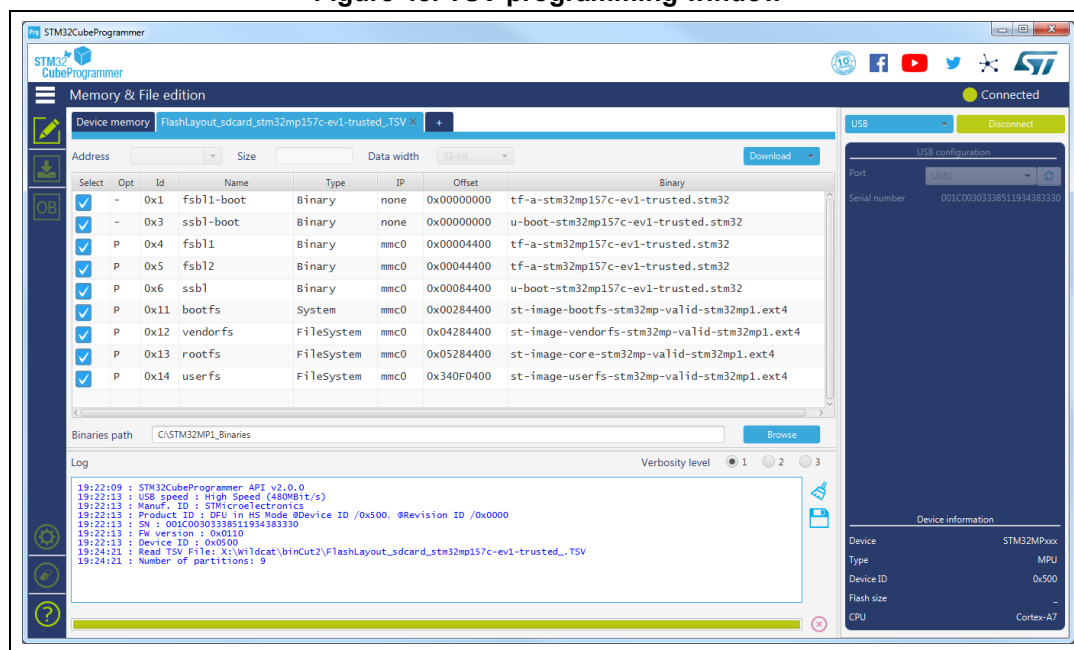 Figure 48. TSV programming window
Prg STM32CubeProgrammer
STM32
CubeProgrammer
Memory & File edition
Connected
Device memory FlashLayout_sdcard_stm32mp157c-ev1-trusted_.TSV × +
USB Disconnect
Address Size Data width 32-bit Download
USB configuration
Port USB1
Serial number 001C00303338511934383330
Select Opt Id Name Type IP Offset Binary
- 0x1 fsbl1-boot Binary none 0x00000000 tf-a-stm32mp157c-ev1-trusted.stm32
- 0x3 ssbl-boot Binary none 0x00000000 u-boot-stm32mp157c-ev1-trusted.stm32
P 0x4 fsbl1 Binary mmc0 0x00004400 tf-a-stm32mp157c-ev1-trusted.stm32
P 0x5 fsbl2 Binary mmc0 0x00044400 tf-a-stm32mp157c-ev1-trusted.stm32
P 0x6 ssbl Binary mmc0 0x00084400 u-boot-stm32mp157c-ev1-trusted.stm32
P 0x11 bootfs System mmc0 0x00284400 st-image-bootfs-stm32mp-valid-stm32mp1.ext4
P 0x12 vendorfs FileSystem mmc0 0x04284400 st-image-vendorfs-stm32mp-valid-stm32mp1.ext4
P 0x13 rootfs FileSystem mmc0 0x05284400 st-image-core-stm32mp-valid-stm32mp1.ext4
P 0x14 userfs FileSystem mmc0 0x340F0400 st-image-userfs-stm32mp-valid-stm32mp1.ext4
OB
Binaries path C:\STM32MP1_Binaries Browse
Log Verbosity level 1 2 3
19:22:09 : STM32CubeProgrammer API v2.0.0
19:22:13 : USB speed : High Speed (480MBit/s)
19:22:13 : Manuf. ID : STMicroelectronics
19:22:13 : Product ID : DFU in HS Mode @Device ID /0x500, @Revision ID /0x0000
19:22:13 : SN : 001C00303338511934383330
19:22:13 : FW version : 0x0110
19:22:13 : Device ID : 0x0500
19:24:21 : Read TSV File: X:\Wildcat\binCut2\FlashLayout_sdcard_stm32mp157c-ev1-trusted_.TSV
19:24:21 : Number of partitions: 9
Device information
Device STM32MPxxx
Type MPU
Device ID 0x500
Flash size _
CPU Cortex-A7